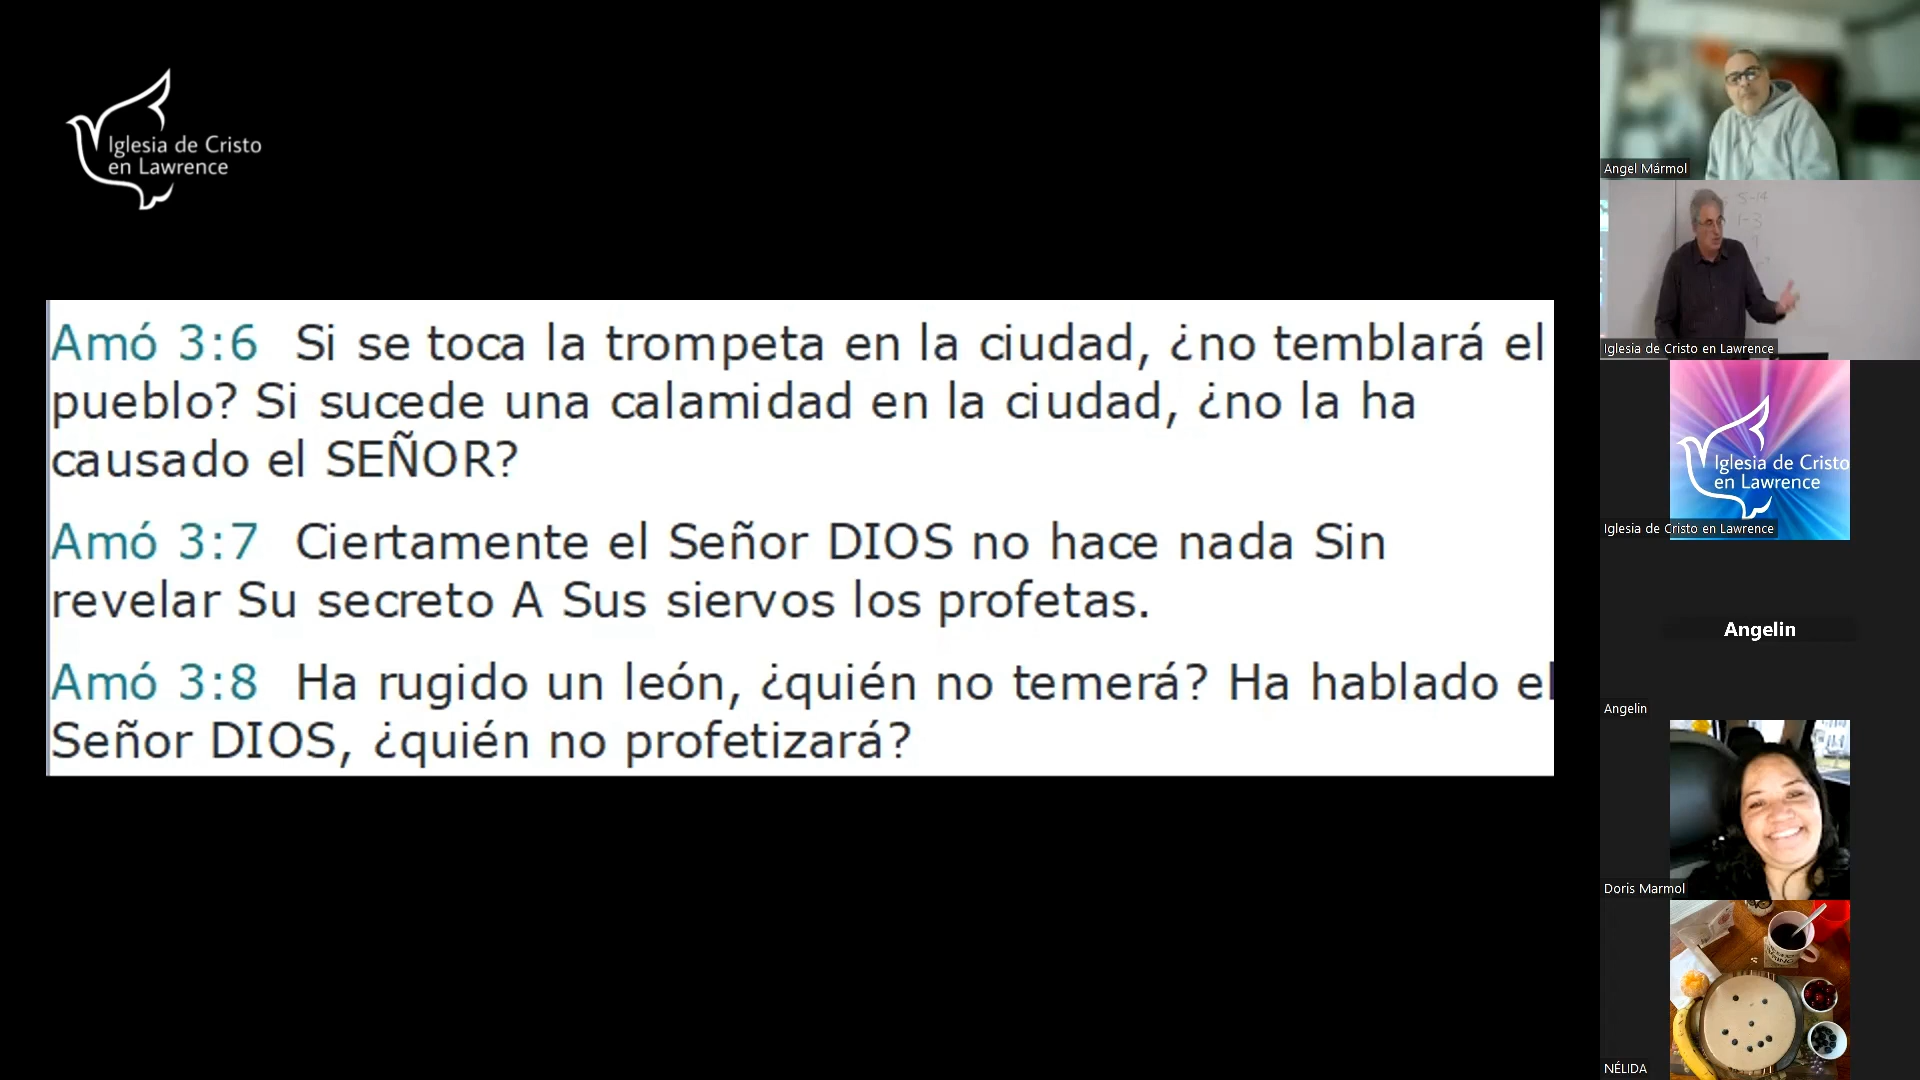 Iglesia de Cristo
en Lawrence
Amó 3:6 Si se toca la trompeta en la ciudad, ¿no temblará el
pueblo? Si sucede una calamidad en la ciudad, ¿no la ha
causado el SEÑOR?
Amó 3:7 Ciertamente el Señor DIOS no hace nada Sin
revelar Su secreto A Sus siervos los profetas.
Amó 3:8 Ha rugido un león, ¿quién no temerá? Ha hablado el
Señor DIOS, ¿quién no profetizará?
Angel Mármol
5-14
1-3
Iglesia de Cristo en Lawrence
Iglesia de Cristo
en Lawrence
Iglesia de Cristo en Lawrence
Angelin
Angelin
Doris Marmol
NÉLIDA